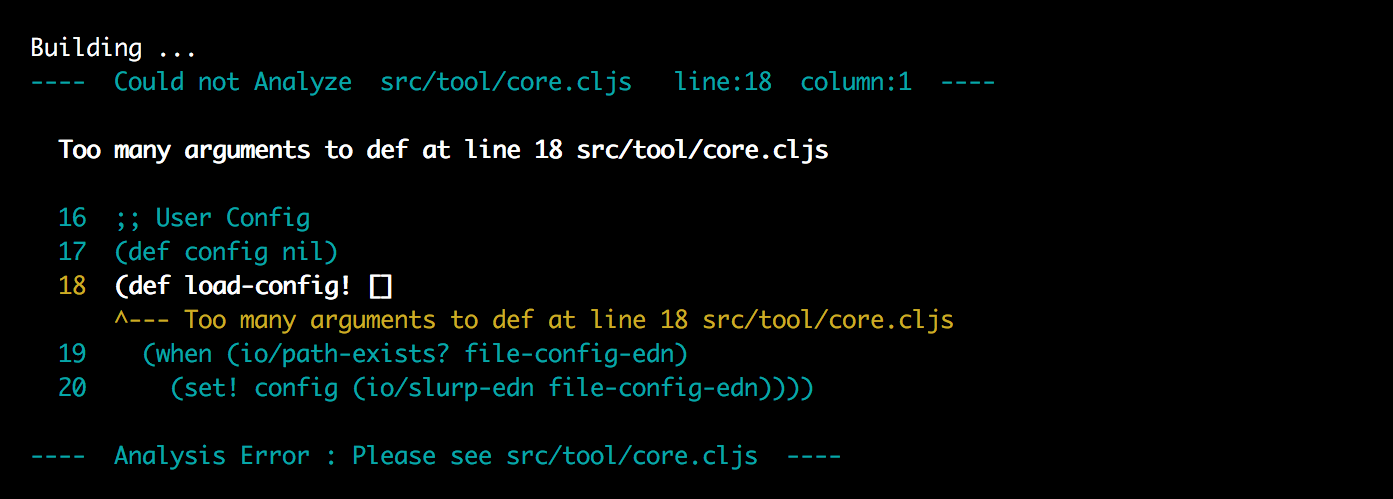 Building ...
----  Could not Analyze  src/tool/core.cljs   line:18  column:1  ----
Too many arguments to def at line 18 src/tool/core.cljs
16  ;; User Config
17  (def config nil)
18  (def load-config! []
^--- Too many arguments to def at line 18 src/tool/core.cljs
19    (when (io/path-exists? file-config-edn)
20      (set! config (io/slurp-edn file-config-edn))))
----  Analysis Error : Please see src/tool/core.cljs  ----